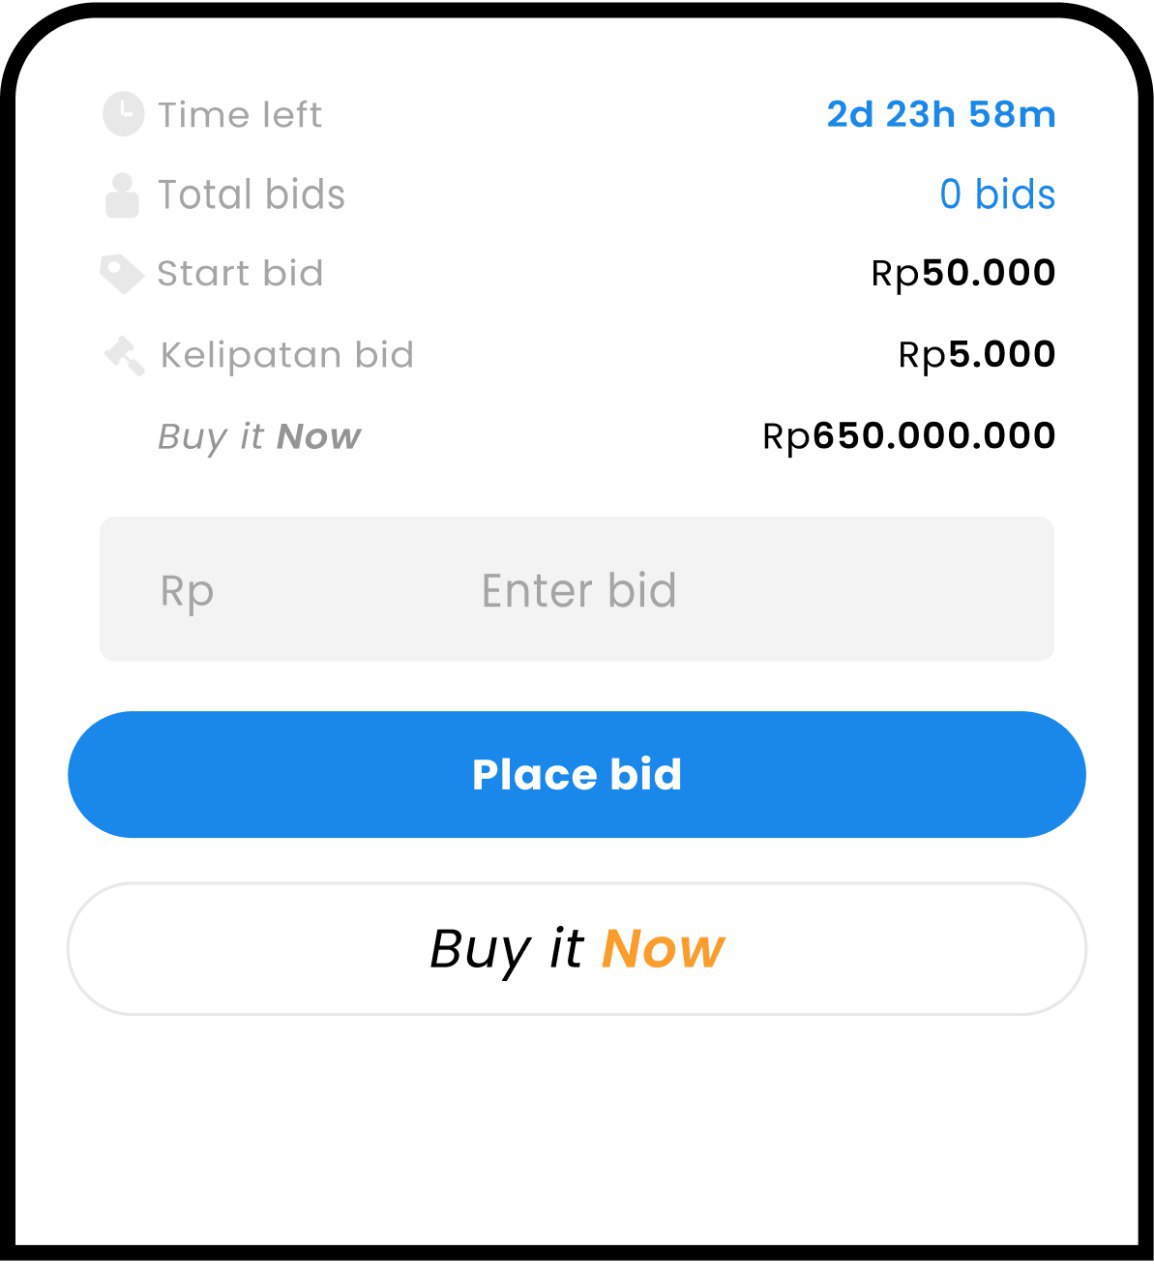 Time left 2d 23h 58m
Total bids 0 bids
Start bid Rp50.000
Kelipatan bid Rp5.000
Buy it Now Rp650.000.000
Rp Enter bid
Place bid
Buy it Now